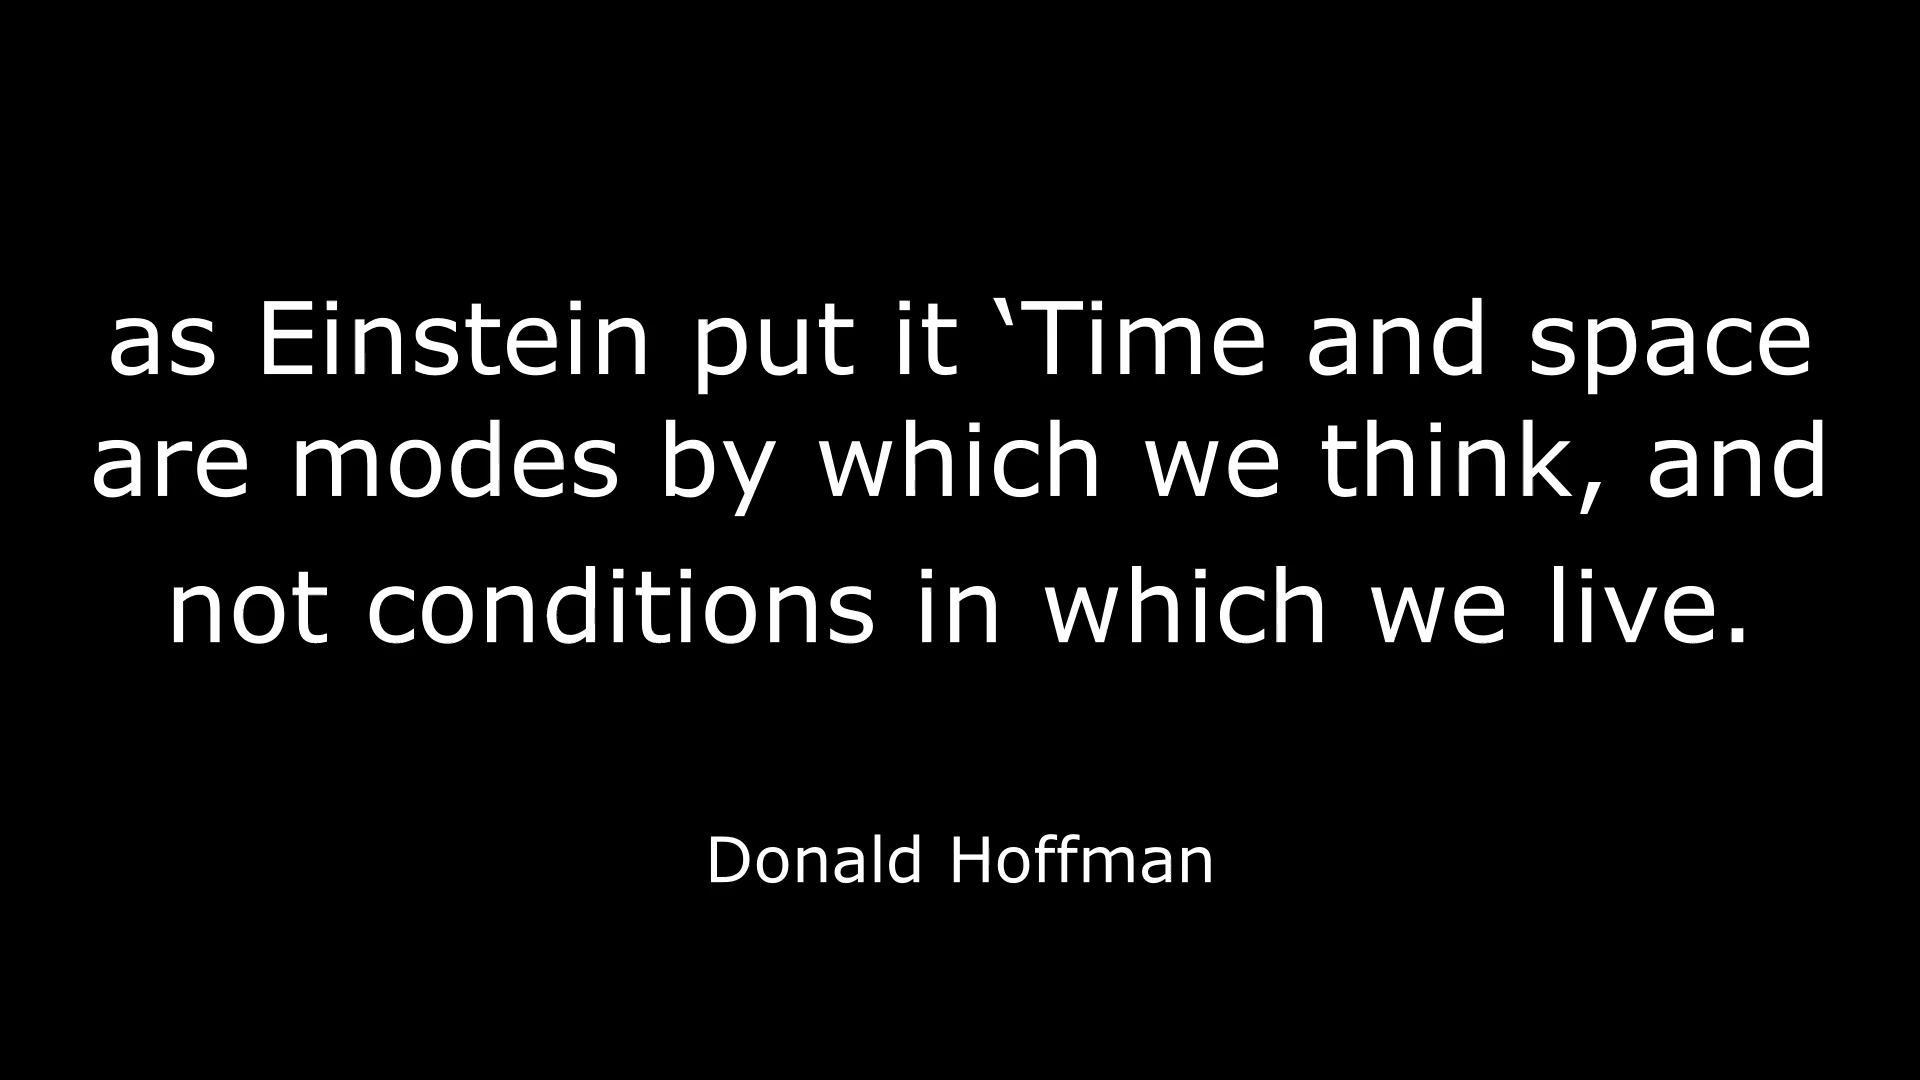 as Einstein put it ‛Time and space
are modes by which we think, and
not conditions in which we live.
Donald Hoffman